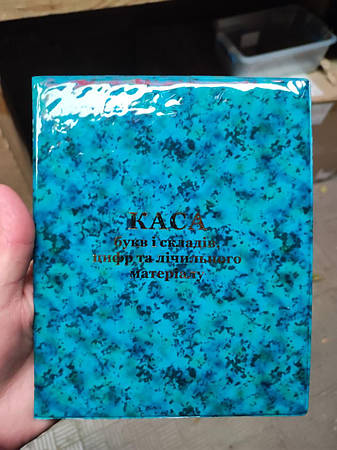 КАСА
букв і складів,
цифр та лічильного
матеріалу